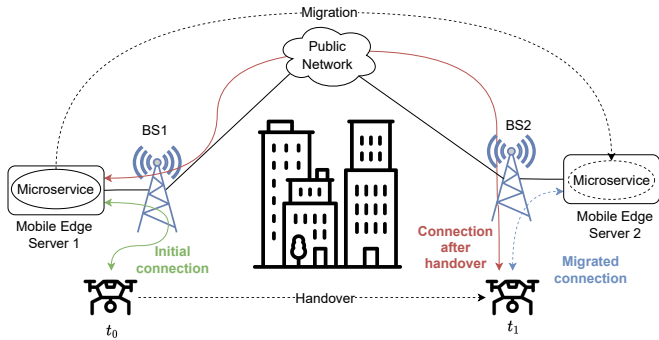 Migration
Public
Network
BS1
BS2
Microservice
Microservice
Mobile Edge
Server 1
Mobile Edge
Server 2
Initial
connection
Connection
after
handover
Migrated
connection
Handover
t0
t1